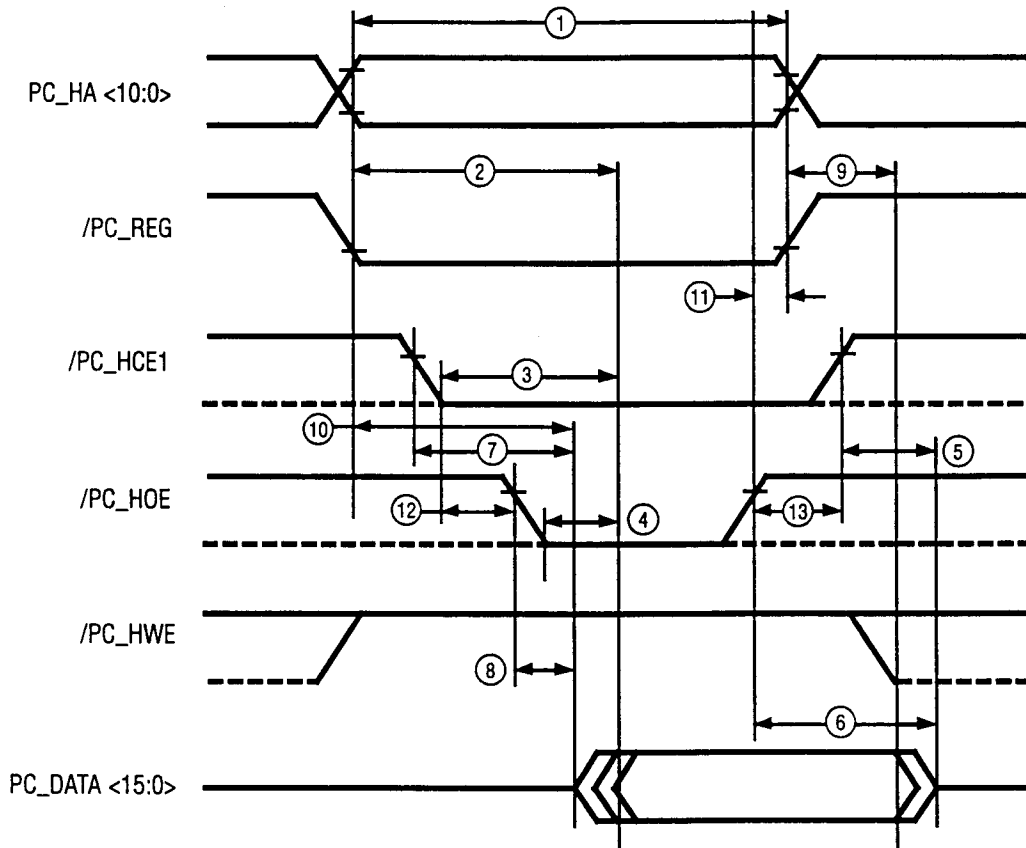 1
PC_HA <10:0>
2
9
/PC_REG
11
/PC_HCE1
3
10
7
5
/PC_HOE
12
4
13
/PC_HWE
8
6
PC_DATA <15:0>